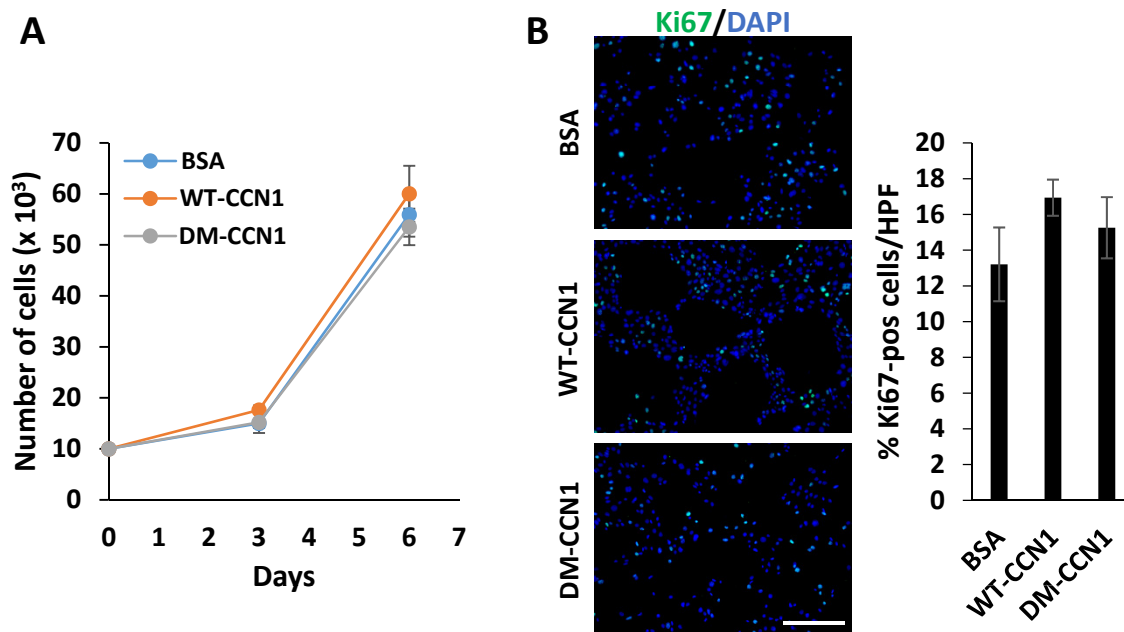 A
Number of cells (x 10³)
70
60
50
40
30
20
10
0
BSA
WT-CCN1
DM-CCN1
0 1 2 3 4 5 6 7
Days
B
Ki67/DAPI
BSA
WT-CCN1
DM-CCN1
% Ki67-pos cells/HPF
20
18
16
14
12
10
8
6
4
2
0
BSA
WT-CCN1
DM-CCN1